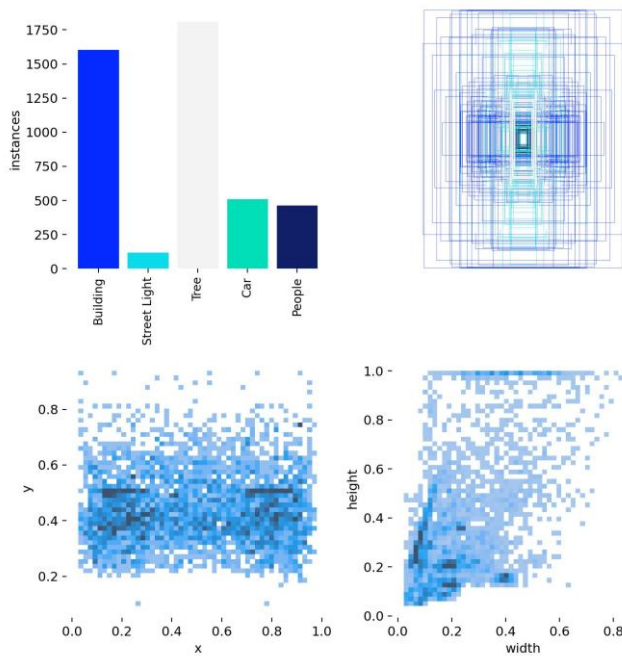 1750
1500
1250
1000
750
500
250
0
instances
Building
Street Light
Tree
Car
People
0.8
0.6
0.4
0.2
y
0.0 0.2 0.4 0.6 0.8 1.0
x
1.0
0.8
0.6
0.4
0.2
0.0
height
0.0 0.2 0.4 0.6 0.8
width